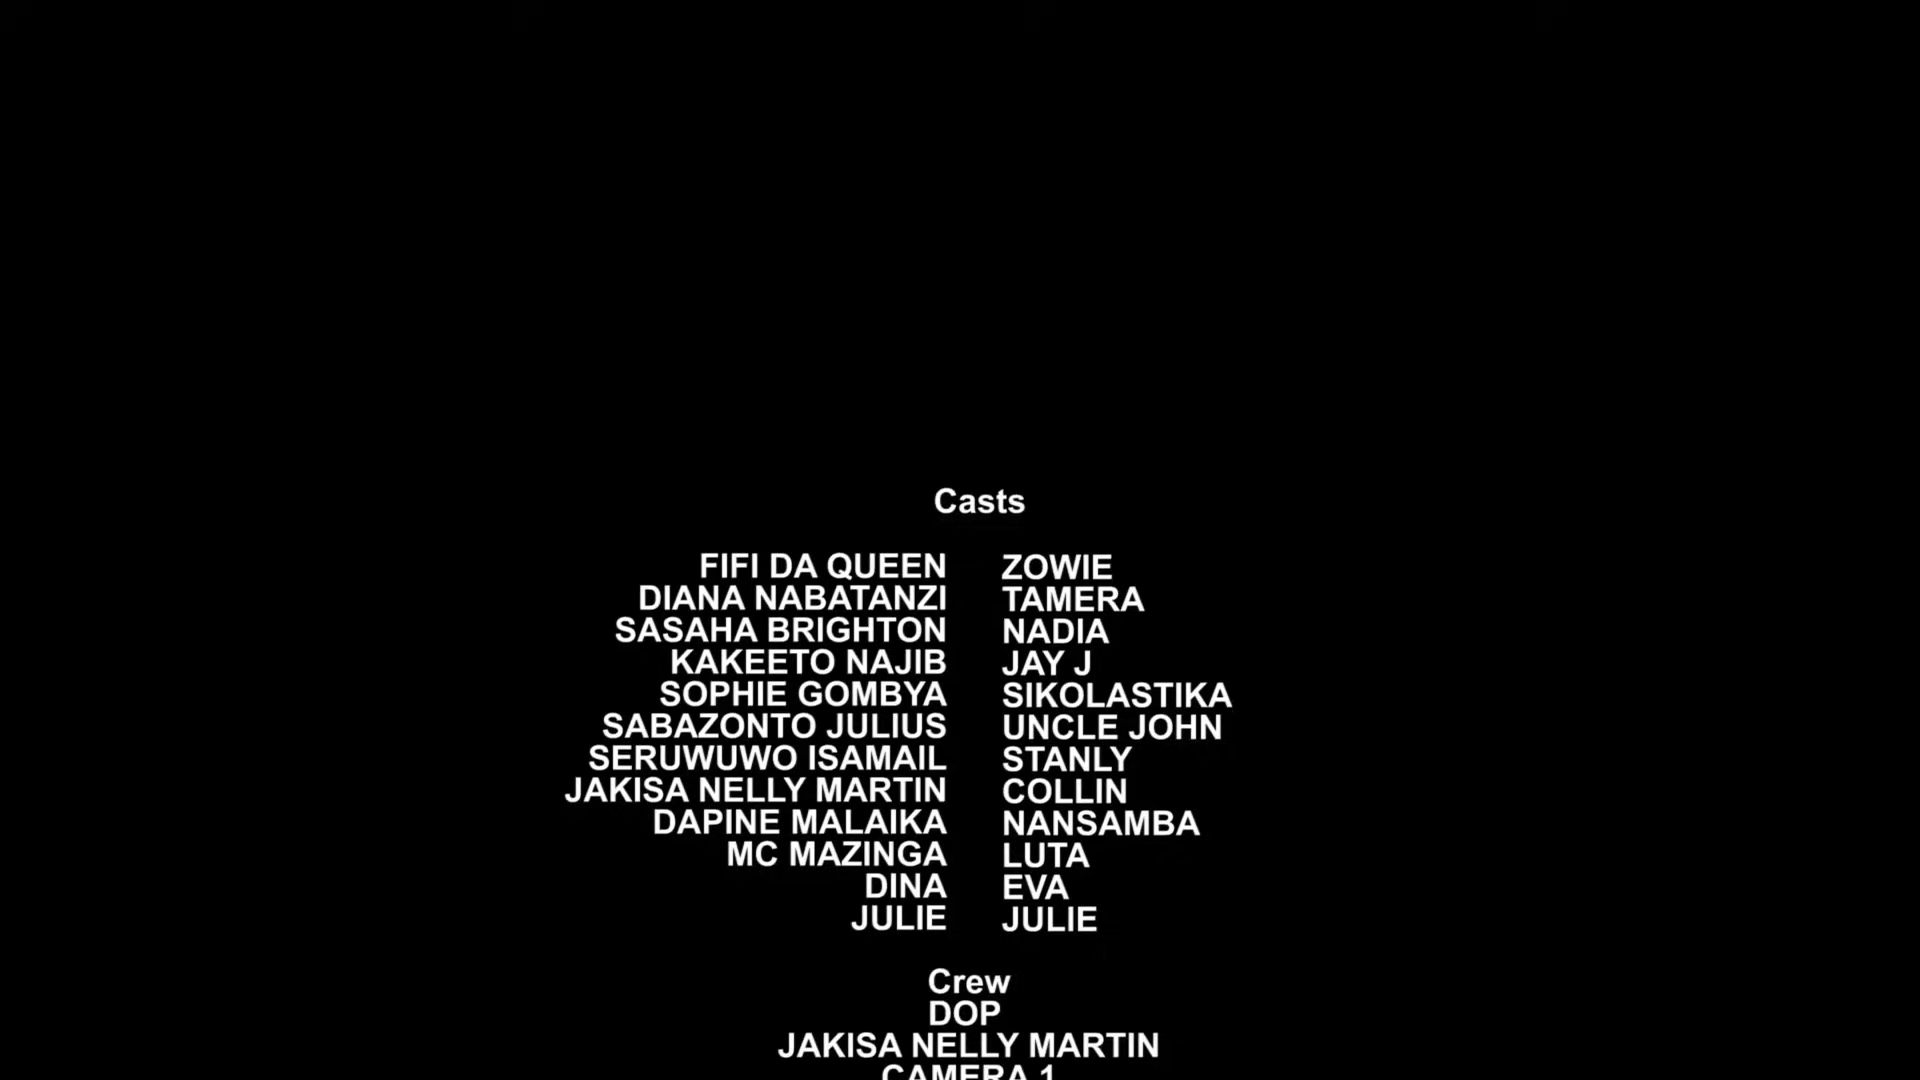 Casts
FIFI DA QUEEN ZOWIE
DIANA NABATANZI TAMERA
SASAHA BRIGHTON NADIA
KAKEETO NAJIB JAY J
SOPHIE GOMBYA SIKOLASTIKA
SABAZONTO JULIUS UNCLE JOHN
SERUWUWO ISAMAIL STANLY
JAKISA NELLY MARTIN COLLIN
DAPINE MALAIKA NANSAMBA
MC MAZINGA LUTA
DINA EVA
JULIE JULIE
Crew
DOP
JAKISA NELLY MARTIN
CAMERA 1